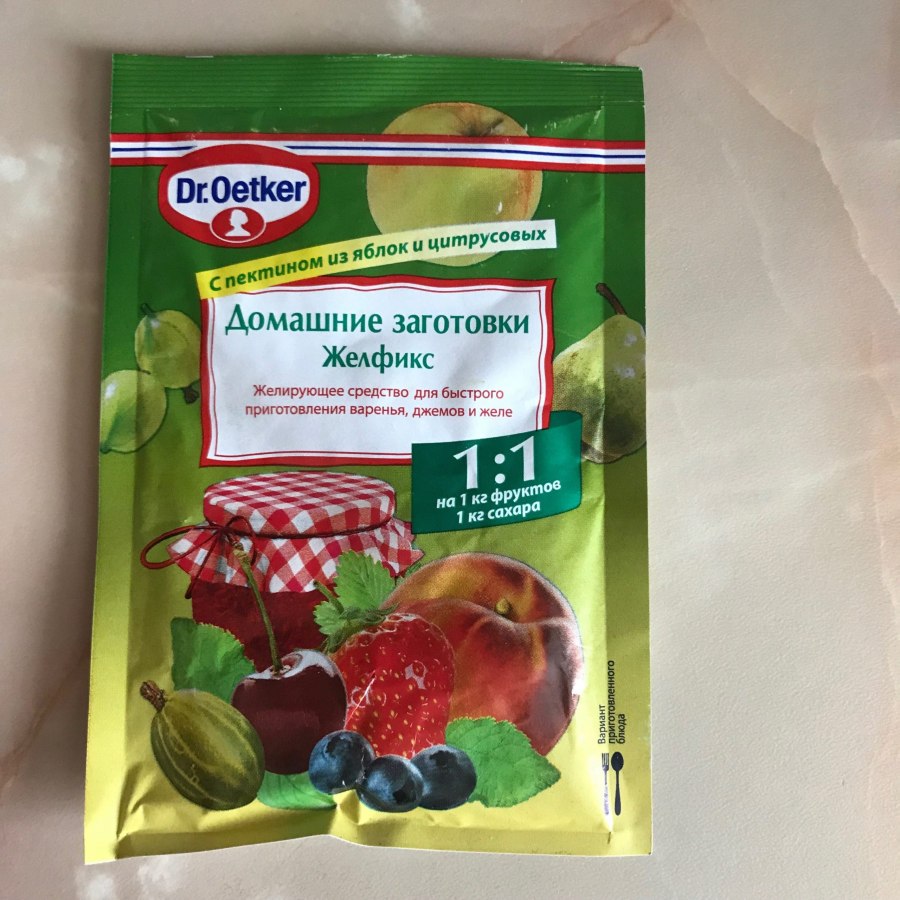 Dr.Oetker
С пектином из яблок и цитрусовых
Домашние заготовки
Желфикс
Желирующее средство для быстрого
приготовления варенья, джемов и желе
1:1
на 1 кг фруктов
1 кг сахара
Вариант
приготовленного
блюда